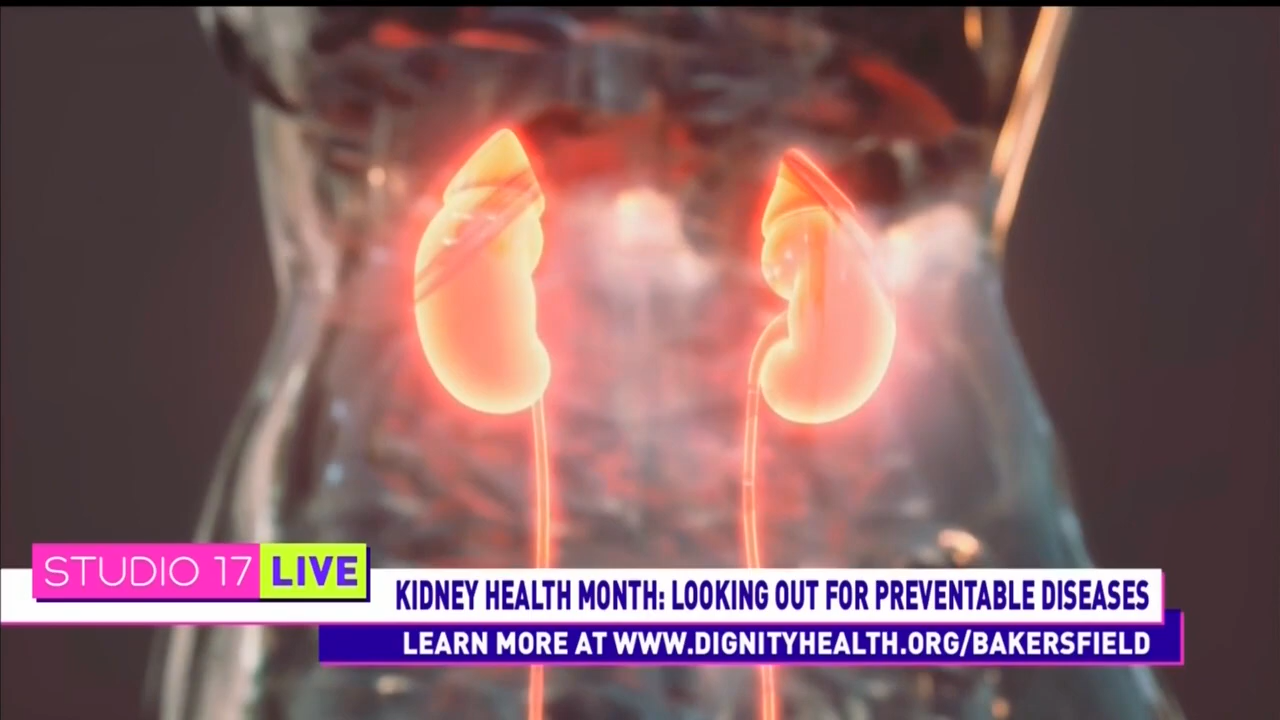 STUDIO 17 LIVE
KIDNEY HEALTH MONTH: LOOKING OUT FOR PREVENTABLE DISEASES
LEARN MORE AT WWW.DIGNITYHEALTH.ORG/BAKERSFIELD